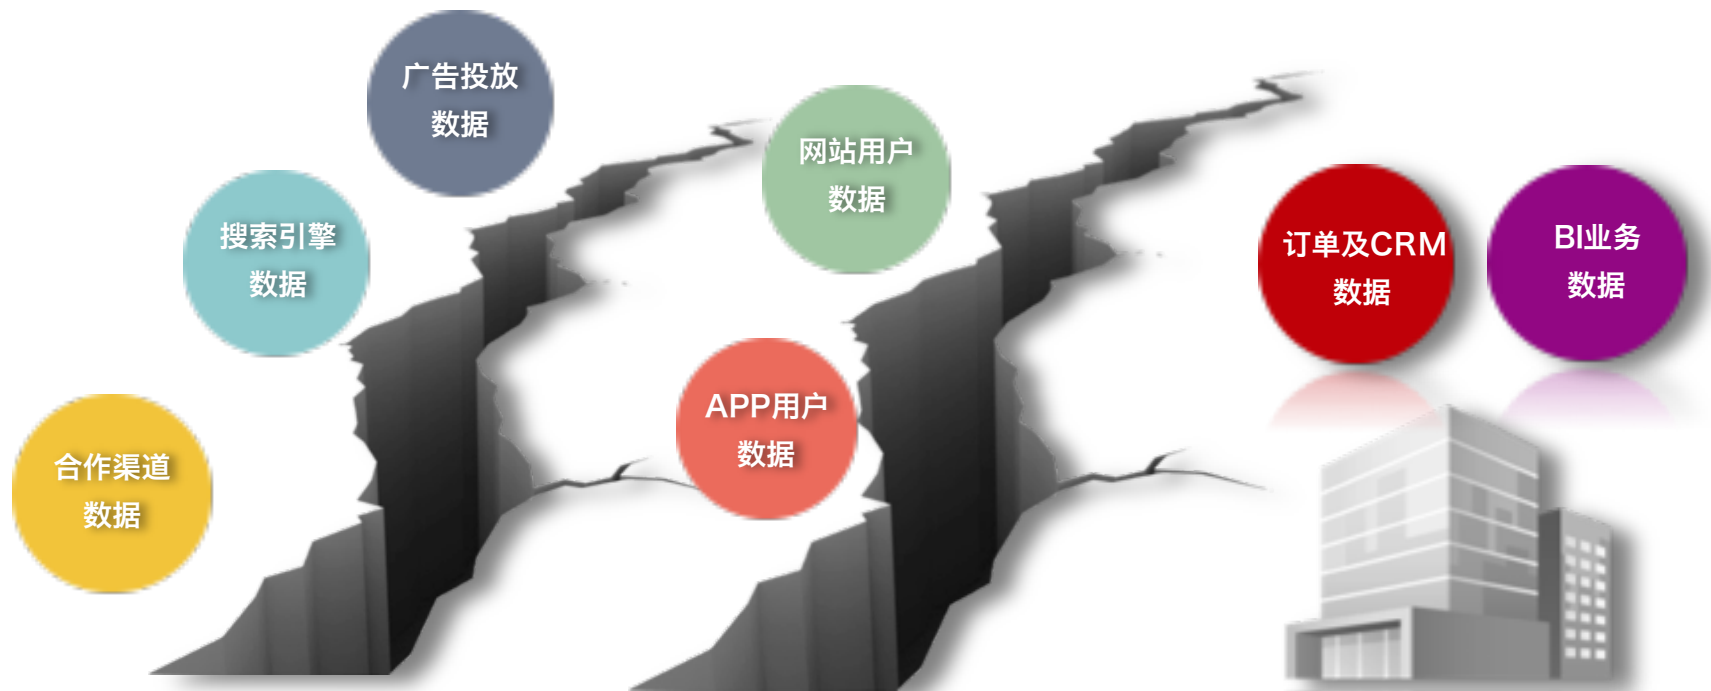 广告投放
数据
搜索引擎
数据
合作渠道
数据
网站用户
数据
APP用户
数据
订单及CRM
数据
BI业务
数据